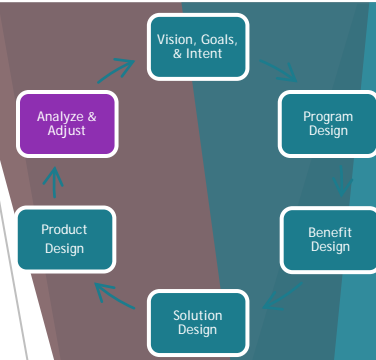 Vision, Goals,
& Intent
Program
Design
Benefit
Design
Solution
Design
Product
Design
Analyze &
Adjust